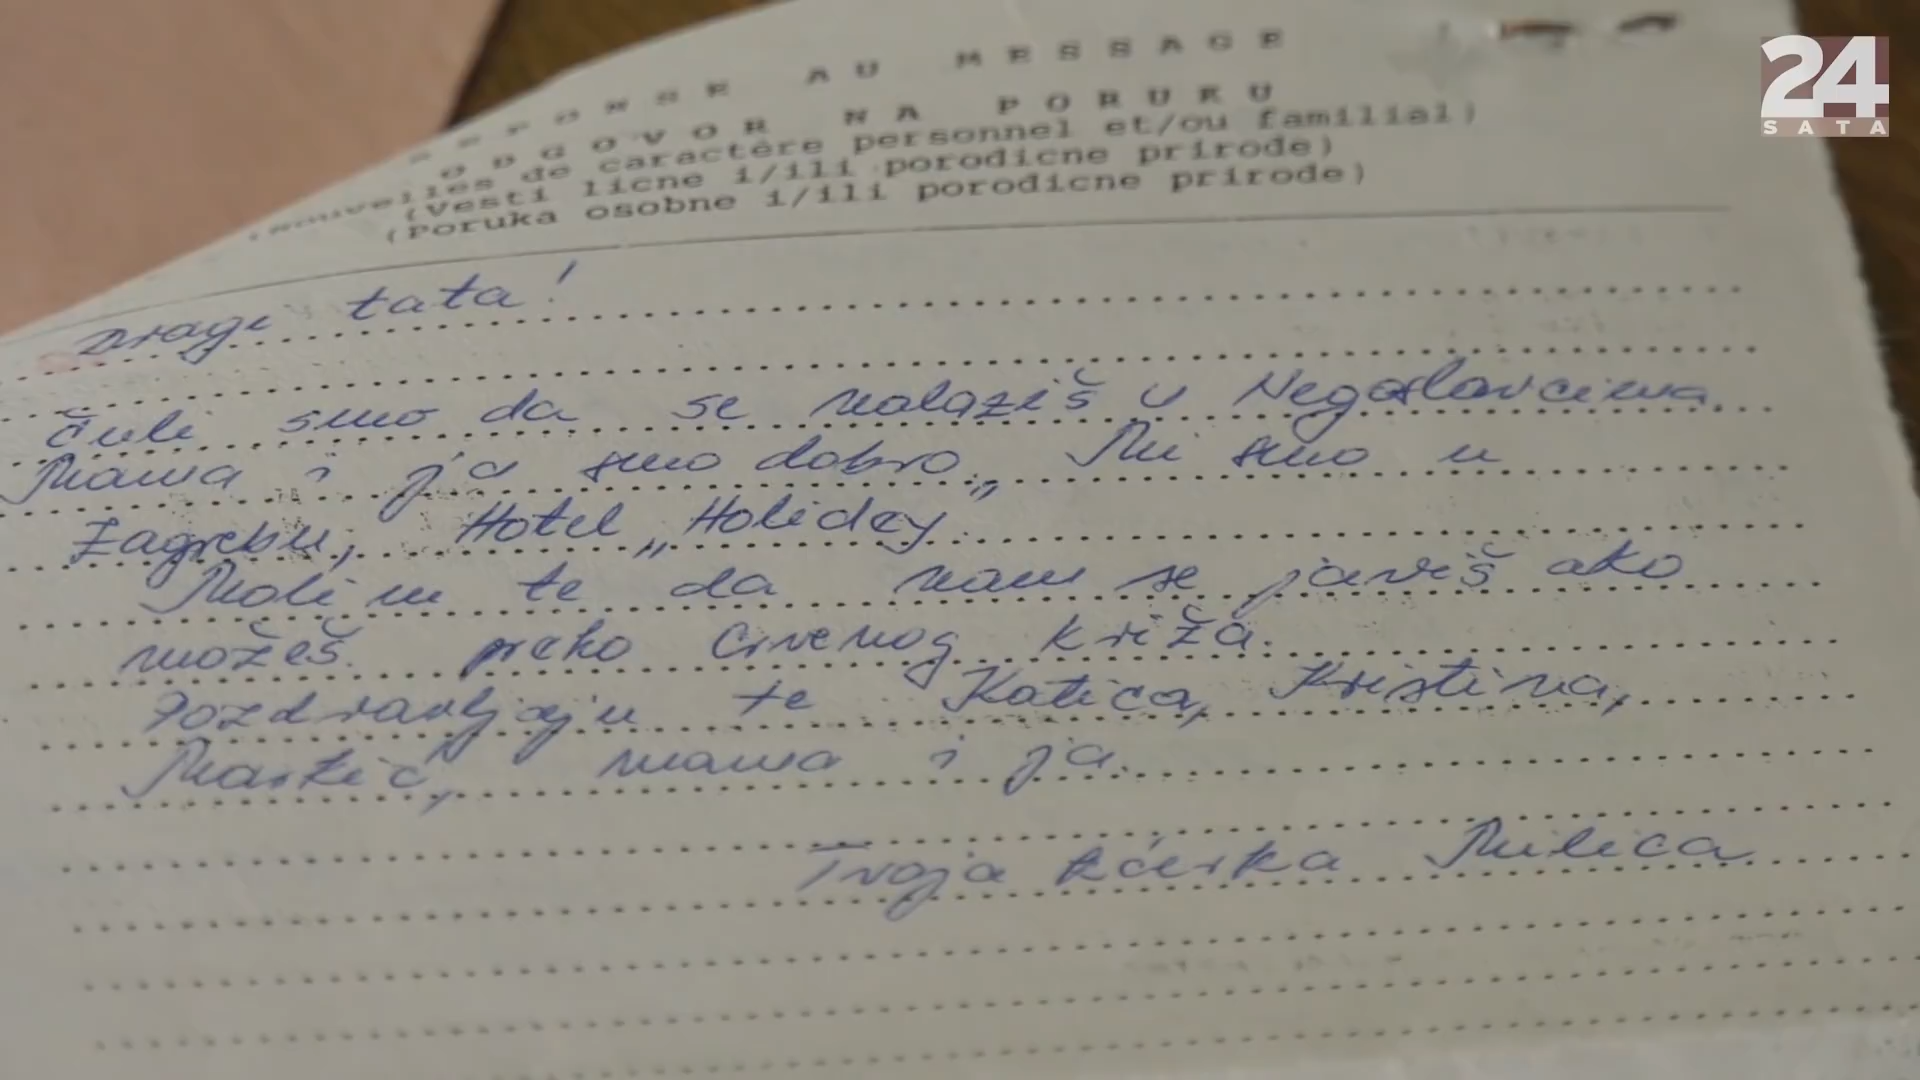 24
SATA
REPONSE AU MESSAGE
ODGOVOR NA PORUKU
(Nouvelles de caractère personnel et/ou familial)
(Vesti licne i/ili porodicne prirode)
(Poruka osobne i/ili porodicne prirode)
Dragi tata!
Čuli smo da se nalaziš u Negoslavcima.
Mama i ja smo dobro. Mi smo u
Zagrebu, Hotel „Holidey"
Molim te da nam se javiš ako
možeš preko Crvenog križa.
Pozdravljaju te Katica, Kristina,
mama i ja.
Tvoja kćerka Milica